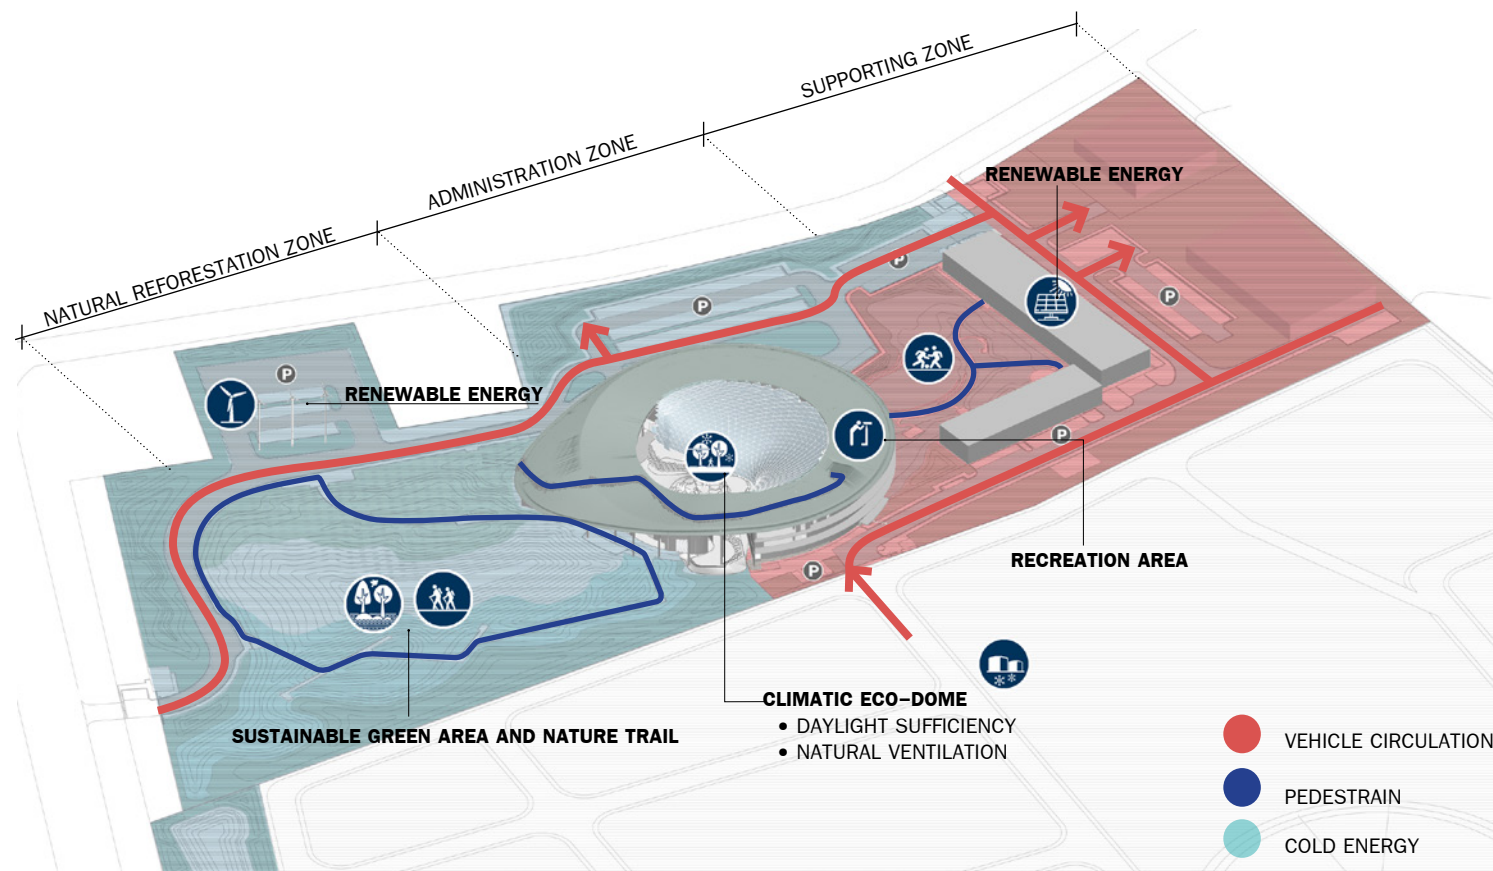 SUPPORTING ZONE
ADMINISTRATION ZONE
NATURAL REFORESTATION ZONE
RENEWABLE ENERGY
P
P
P
P
RENEWABLE ENERGY
P
RECREATION AREA
P
CLIMATIC ECO–DOME
• DAYLIGHT SUFFICIENCY
• NATURAL VENTILATION
SUSTAINABLE GREEN AREA AND NATURE TRAIL
VEHICLE CIRCULATION
PEDESTRAIN
COLD ENERGY